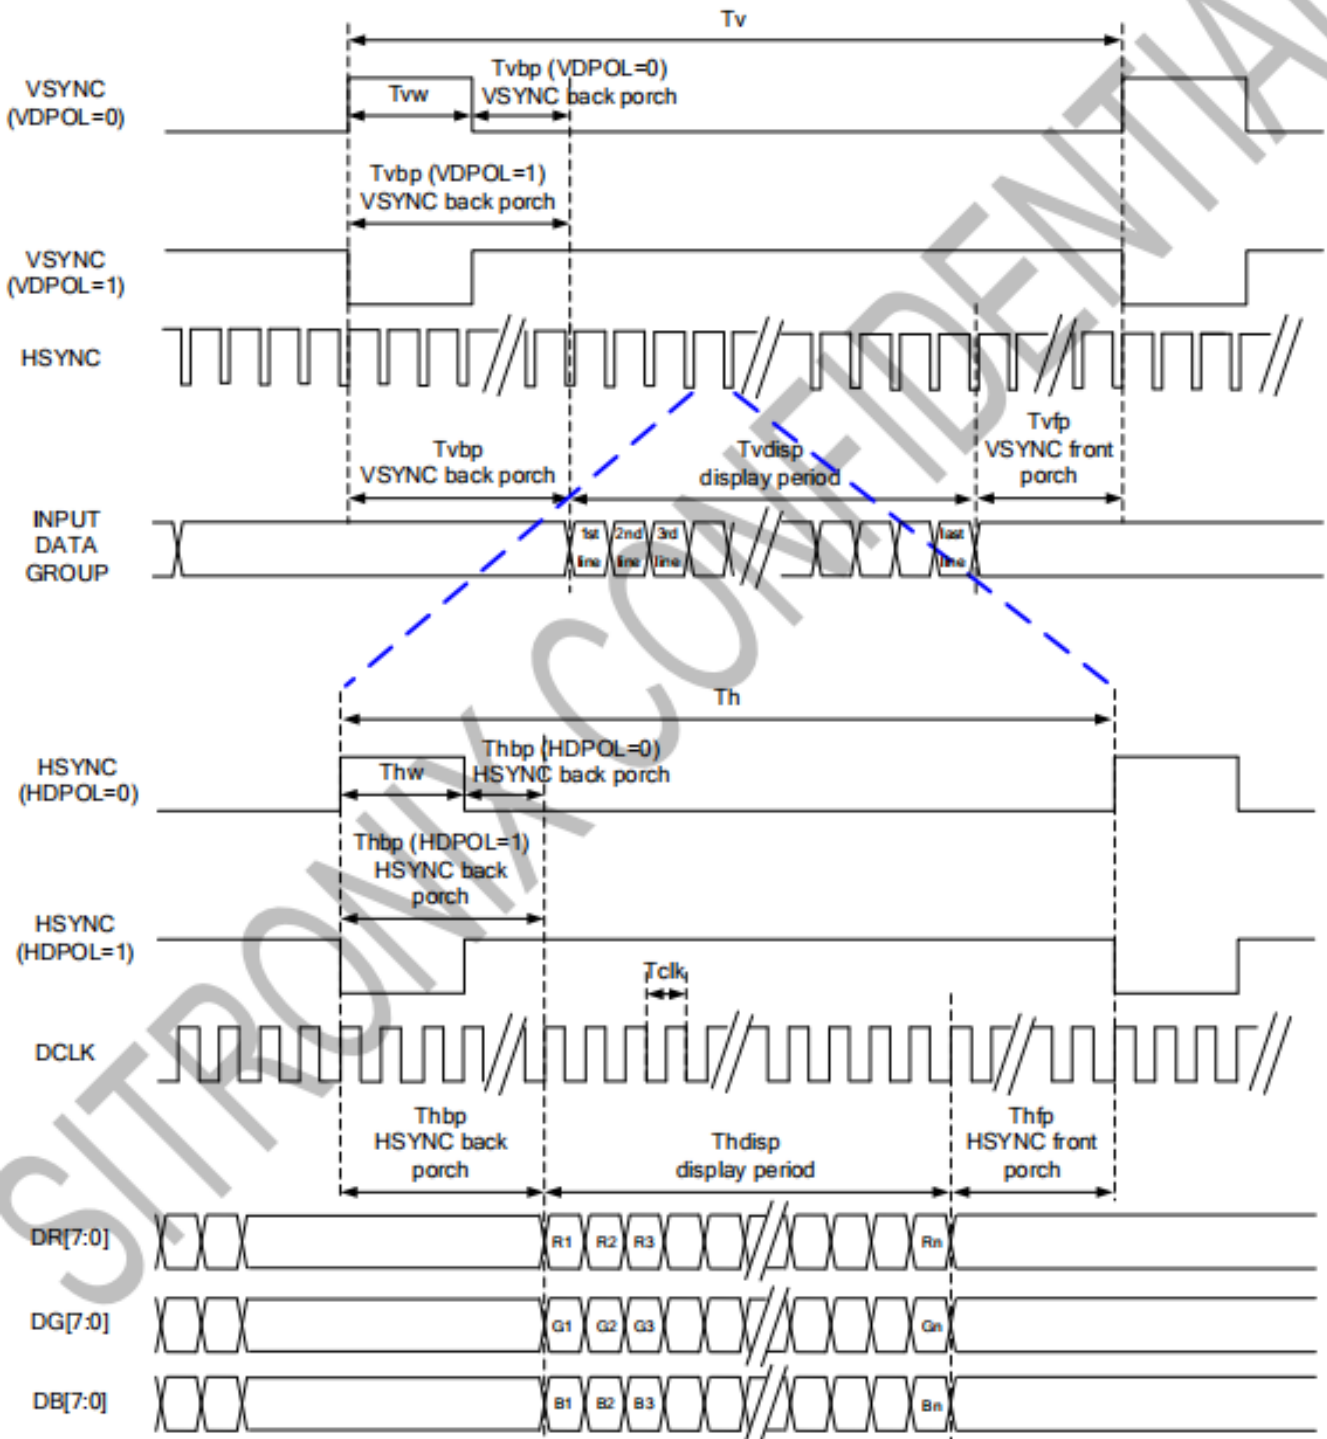 Tv
VSYNC
(VDPOL=0)
Tvw
Tvbp (VDPOL=0)
VSYNC back porch
Tvbp (VDPOL=1)
VSYNC back porch
VSYNC
(VDPOL=1)
HSYNC
Tvbp
VSYNC back porch
Tvdisp
display period
Tvfp
VSYNC front
porch
INPUT
DATA
GROUP
1st
line
2nd
line
3rd
line
last
line
Th
HSYNC
(HDPOL=0)
Thw
Thbp (HDPOL=0)
HSYNC back porch
Thbp (HDPOL=1)
HSYNC back
porch
HSYNC
(HDPOL=1)
Tclk
DCLK
Thbp
HSYNC back
porch
Thdisp
display period
Thfp
HSYNC front
porch
DR[7:0]
R1 R2 R3 Rn
DG[7:0]
G1 G2 G3 Gn
DB[7:0]
B1 B2 B3 Bn
SITRONIX CONFIDENTIAL